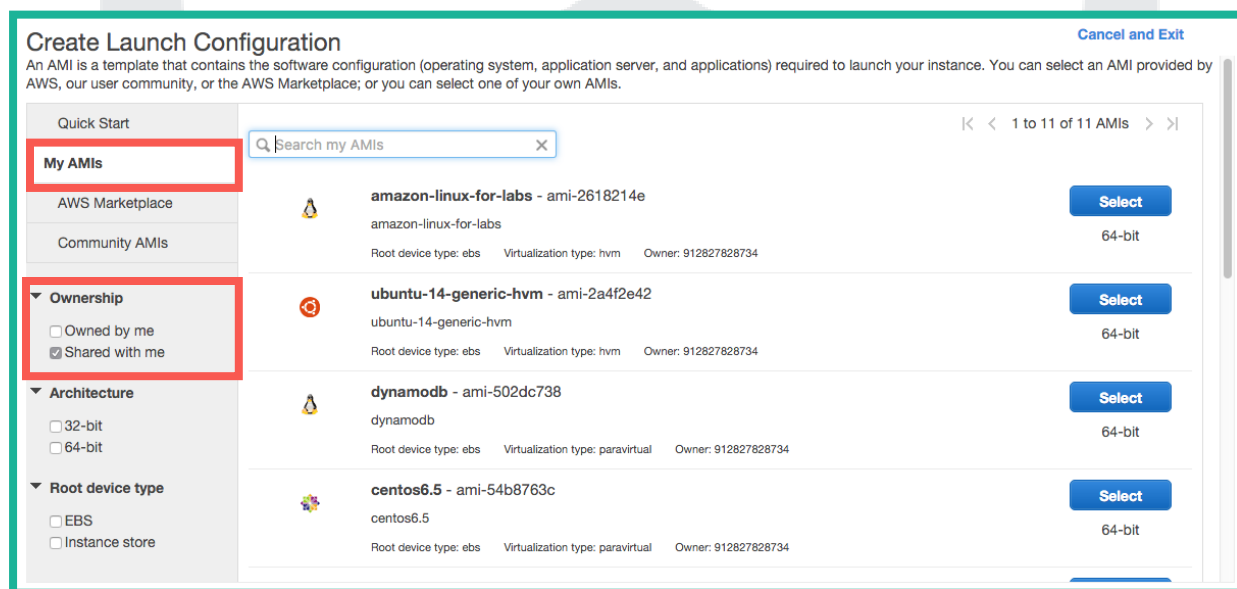 Create Launch Configuration
Cancel and Exit
An AMI is a template that contains the software configuration (operating system, application server, and applications) required to launch your instance. You can select an AMI provided by
AWS, our user community, or the AWS Marketplace; or you can select one of your own AMIs.
Quick Start
My AMIs
AWS Marketplace
Community AMIs
Ownership
Owned by me
Shared with me
Architecture
32-bit
64-bit
Root device type
EBS
Instance store
Search my AMIs
1 to 11 of 11 AMIs
amazon-linux-for-labs - ami-2618214e
amazon-linux-for-labs
Root device type: ebs Virtualization type: hvm Owner: 912827828734
Select
64-bit
ubuntu-14-generic-hvm - ami-2a4f2e42
ubuntu-14-generic-hvm
Root device type: ebs Virtualization type: hvm Owner: 912827828734
Select
64-bit
dynamodb - ami-502dc738
dynamodb
Root device type: ebs Virtualization type: paravirtual Owner: 912827828734
Select
64-bit
centos6.5 - ami-54b8763c
centos6.5
Root device type: ebs Virtualization type: paravirtual Owner: 912827828734
Select
64-bit